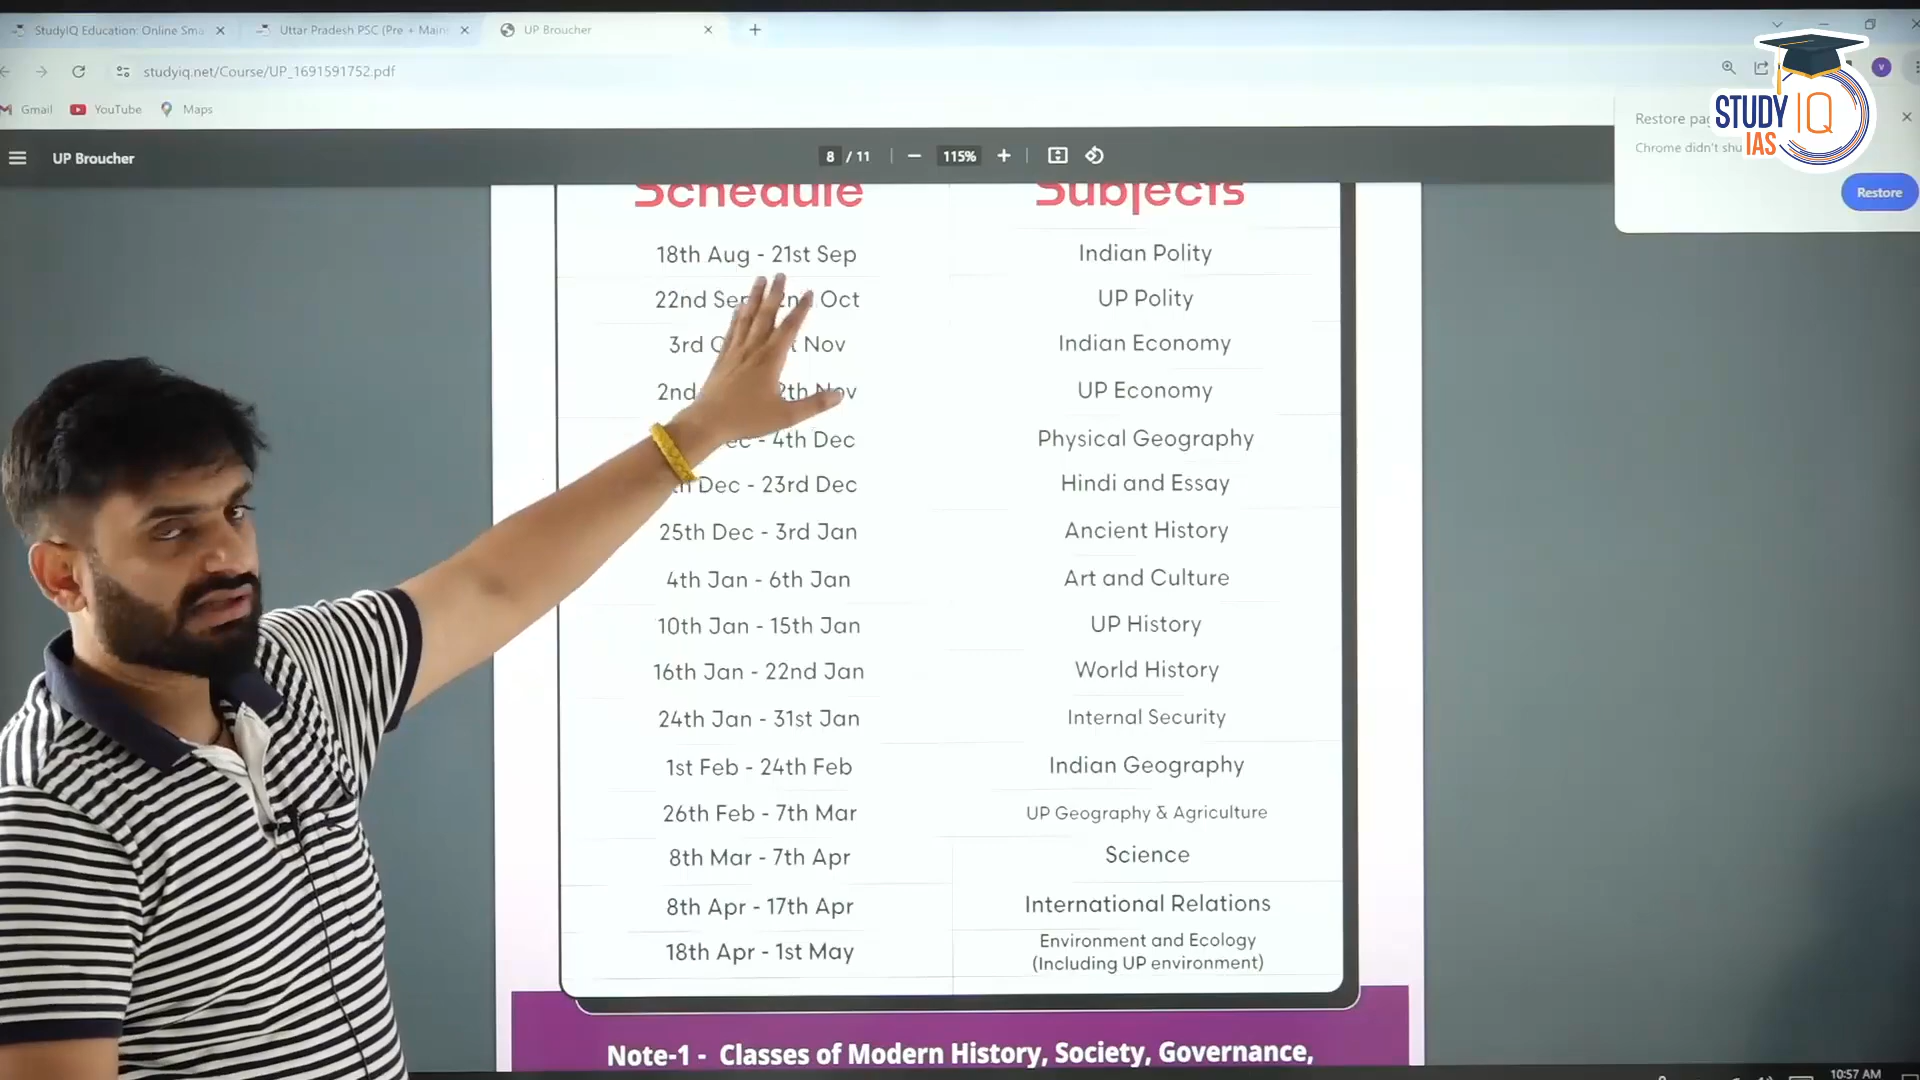 StudyIQ Education: Online Sma
Uttar Pradesh PSC (Pre + Mains
UP Broucher
studyiq.net/Course/UP_1691591752.pdf
V
Gmail
YouTube
Maps
STUDY IQ
IAS
Restore
Chrome didn't
Restore
UP Broucher
8 / 11
115%
Schedule Subjects
18th Aug - 21st Sep Indian Polity
22nd 2nd Oct UP Polity
3rd Nov Indian Economy
2nd Nov UP Economy
- 4th Dec Physical Geography
Dec - 23rd Dec Hindi and Essay
25th Dec - 3rd Jan Ancient History
4th Jan - 6th Jan Art and Culture
10th Jan - 15th Jan UP History
16th Jan - 22nd Jan World History
24th Jan - 31st Jan Internal Security
1st Feb - 24th Feb Indian Geography
26th Feb - 7th Mar UP Geography & Agriculture
8th Mar - 7th Apr Science
8th Apr - 17th Apr International Relations
18th Apr - 1st May Environment and Ecology
(Including UP environment)
Note-1 - Classes of Modern History, Society, Governance,
10:57 AM